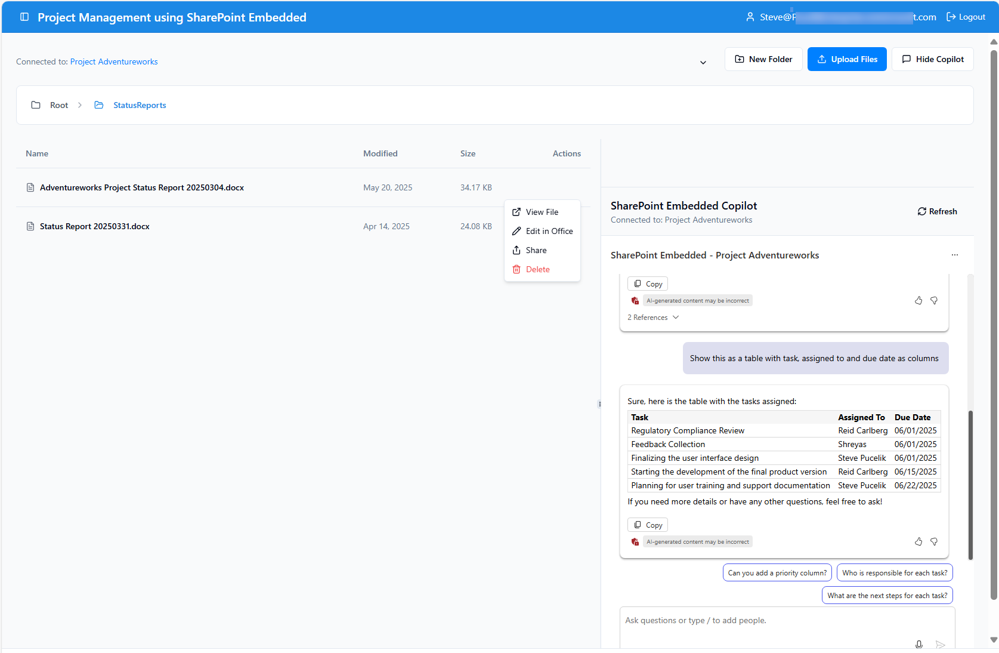 Project Management using SharePoint Embedded
Steve@P t.com Logout
Connected to: Project Adventureworks
New Folder Upload Files Hide Copilot
Root > StatusReports
Name Modified Size Actions
Adventureworks Project Status Report 20250304.docx May 20, 2025 34.17 KB
Status Report 20250331.docx Apr 14, 2025 24.08 KB
View File
Edit in Office
Share
Delete
SharePoint Embedded Copilot
Connected to: Project Adventureworks
Refresh
SharePoint Embedded - Project Adventureworks
Copy
AI-generated content may be incorrect
2 References
Show this as a table with task, assigned to and due date as columns
Sure, here is the table with the tasks assigned:
Task Assigned To Due Date
Regulatory Compliance Review Reid Carlberg 06/01/2025
Feedback Collection Shreyas 06/01/2025
Finalizing the user interface design Steve Pucelik 06/01/2025
Starting the development of the final product version Reid Carlberg 06/15/2025
Planning for user training and support documentation Steve Pucelik 06/22/2025
If you need more details or have any other questions, feel free to ask!
Copy
AI-generated content may be incorrect
Can you add a priority column? Who is responsible for each task?
What are the next steps for each task?
Ask questions or type / to add people.